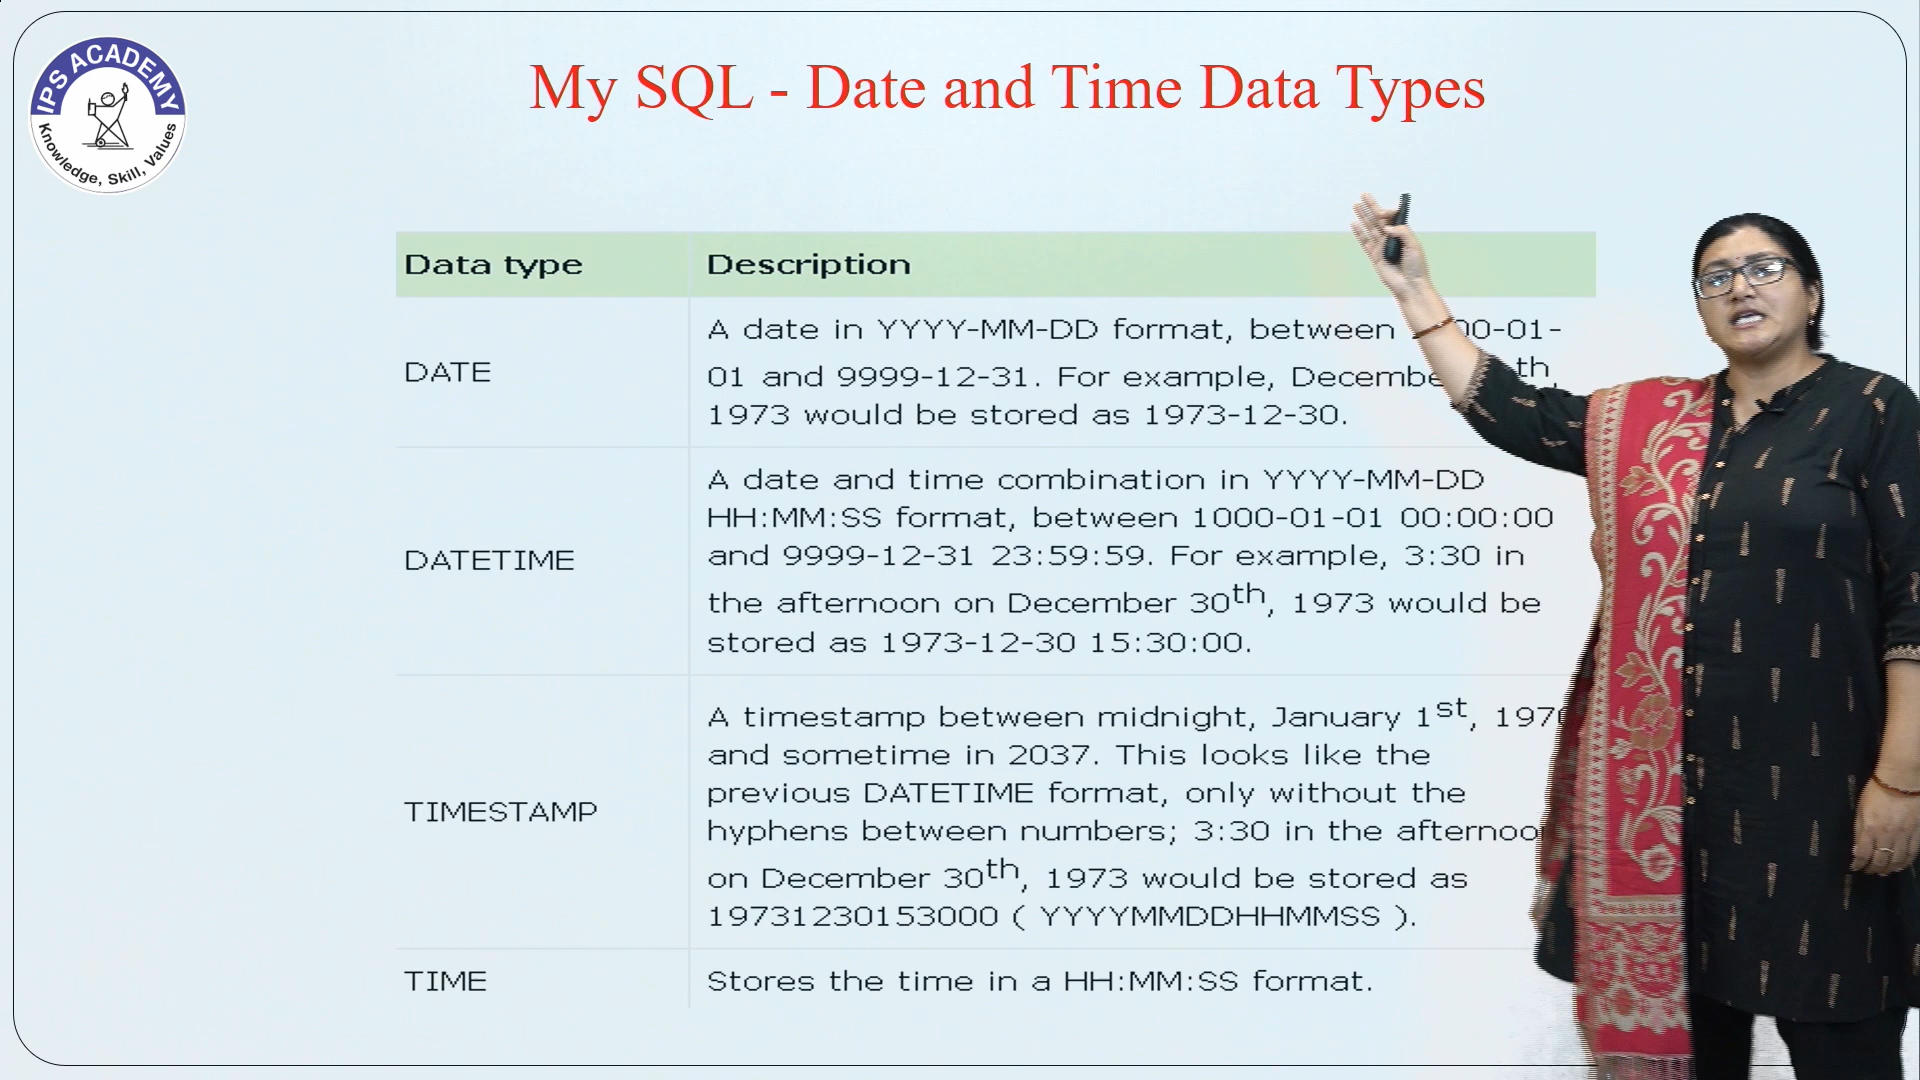 IPS ACADEMY
Knowledge, Skill, Values
My SQL - Date and Time Data Types
Data type Description
DATE
A date in YYYY-MM-DD format, between 00-01-
01 and 9999-12-31. For example, th,
1973 would be stored as 1973-12-30.
DATETIME
A date and time combination in YYYY-MM-DD
HH:MM:SS format, between 1000-01-01 00:00:00
and 9999-12-31 23:59:59. For example, 3:30 in
the afternoon on December 30th, 1973 would be
stored as 1973-12-30 15:30:00.
TIMESTAMP
A timestamp between midnight, January 1st, 1970
and sometime in 2037. This looks like the
previous DATETIME format, only without the
hyphens between numbers; 3:30 in the afternoon
on December 30th, 1973 would be stored as
19731230153000 ( YYYYMMDDHHMMSS ).
TIME Stores the time in a HH:MM:SS format.